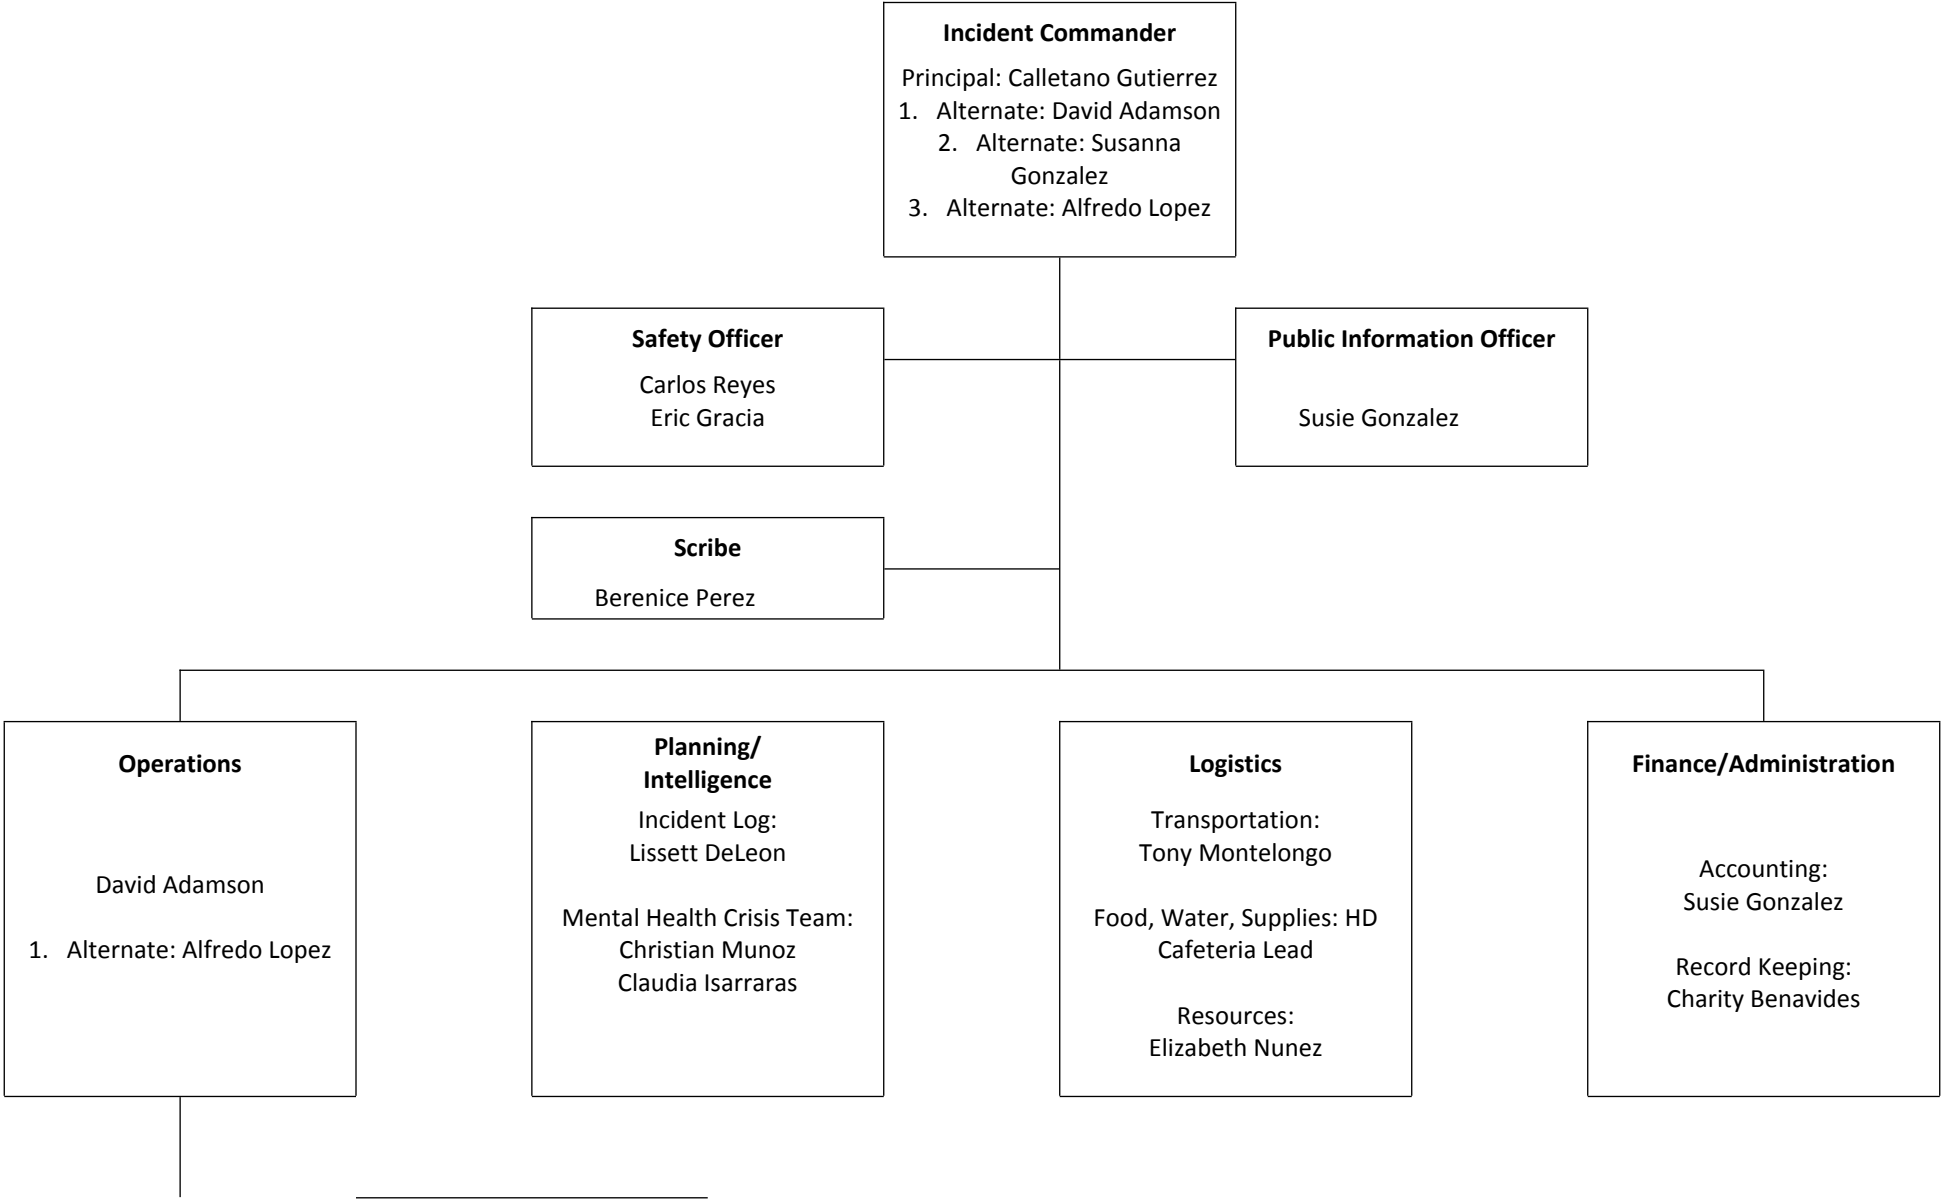 Incident Commander
Principal: Calletano Gutierrez
1. Alternate: David Adamson
2. Alternate: Susanna
Gonzalez
3. Alternate: Alfredo Lopez
Safety Officer
Carlos Reyes
Eric Gracia
Public Information Officer
Susie Gonzalez
Scribe
Berenice Perez
Operations
David Adamson
1. Alternate: Alfredo Lopez
Planning/
Intelligence
Incident Log:
Lissett DeLeon
Mental Health Crisis Team:
Christian Munoz
Claudia Isarraras
Logistics
Transportation:
Tony Montelongo
Food, Water, Supplies: HD
Cafeteria Lead
Resources:
Elizabeth Nunez
Finance/Administration
Accounting:
Susie Gonzalez
Record Keeping:
Charity Benavides